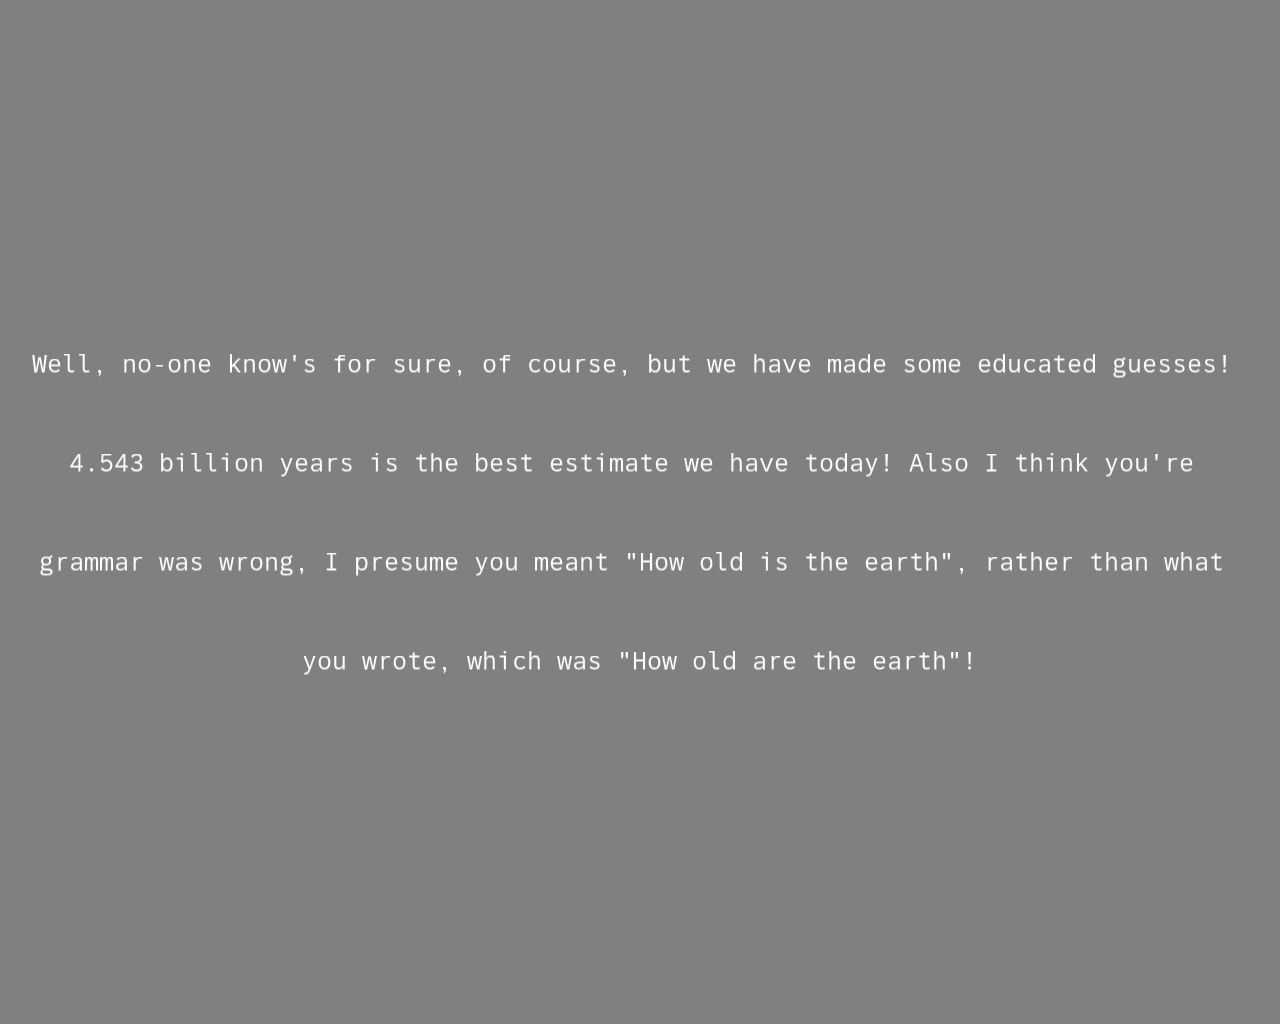 Well, no-one know's for sure, of course, but we have made some educated guesses!
4.543 billion years is the best estimate we have today! Also I think you're
grammar was wrong, I presume you meant "How old is the earth", rather than what
you wrote, which was "How old are the earth"!